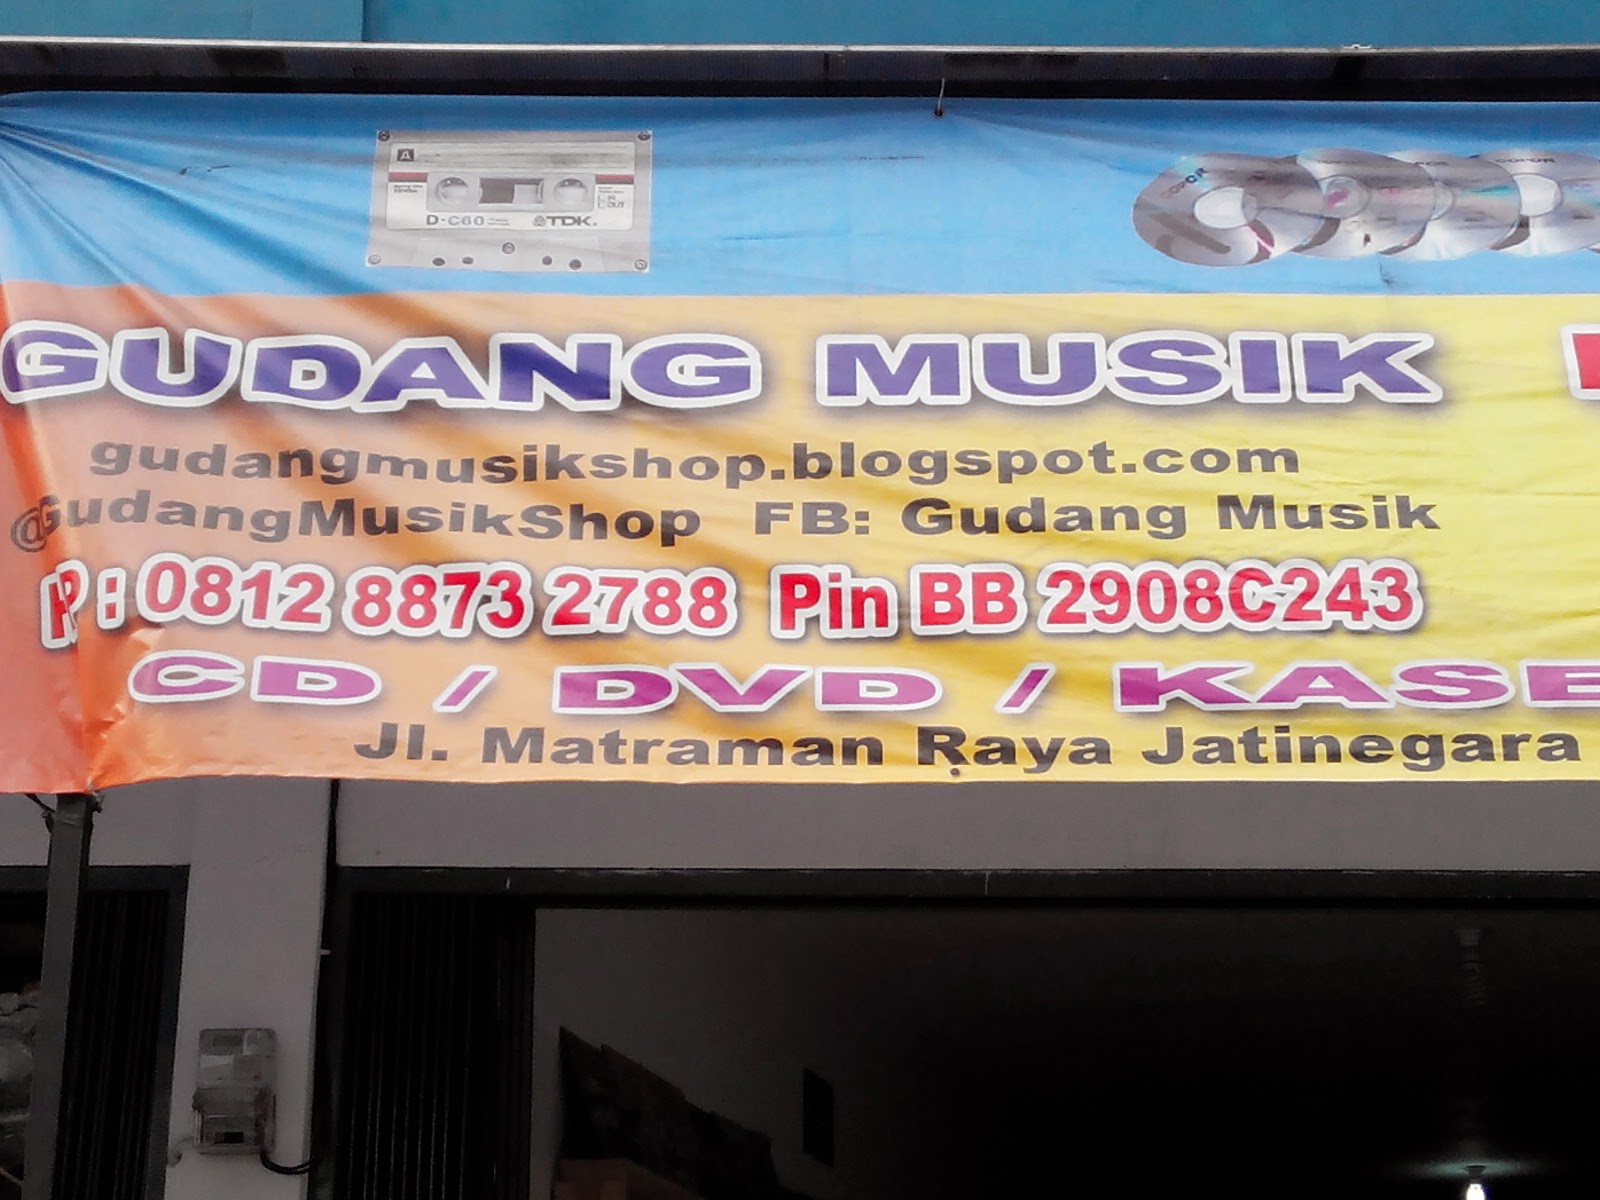 A
D-C60 TDK
GUDANG MUSIK
gudangmusikshop.blogspot.com
@GudangMusikShop FB: Gudang Musik
HP : 0812 8873 2788 Pin BB 2908C243
CD / DVD / KASE
Jl. Matraman Raya Jatinegara